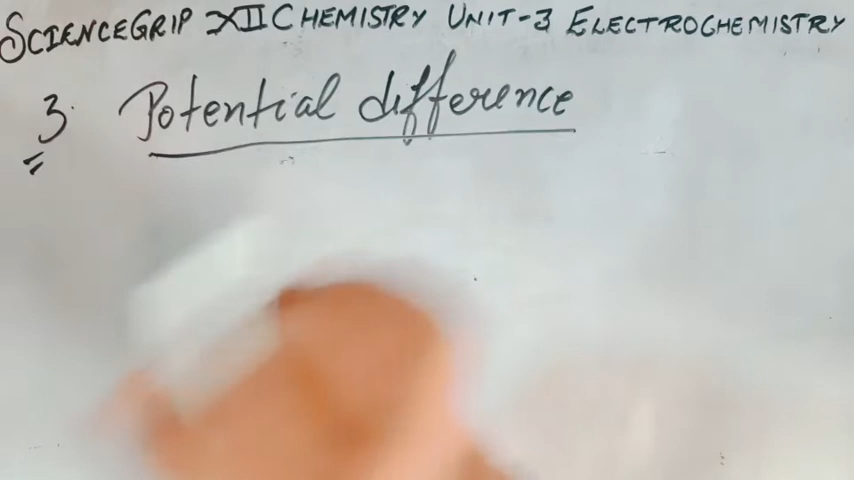 SCIENCEGRIP XII CHEMISTRY UNIT-3 ELECTROCHEMISTRY
3. Potential difference